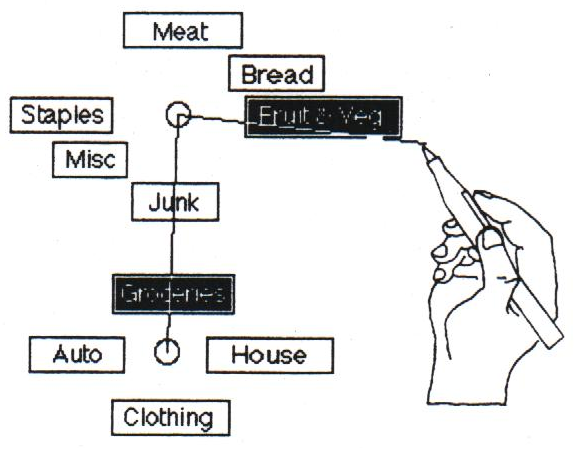 Meat
Bread
Staples
Fruit & Veg
Misc
Junk
Groceries
Auto
House
Clothing